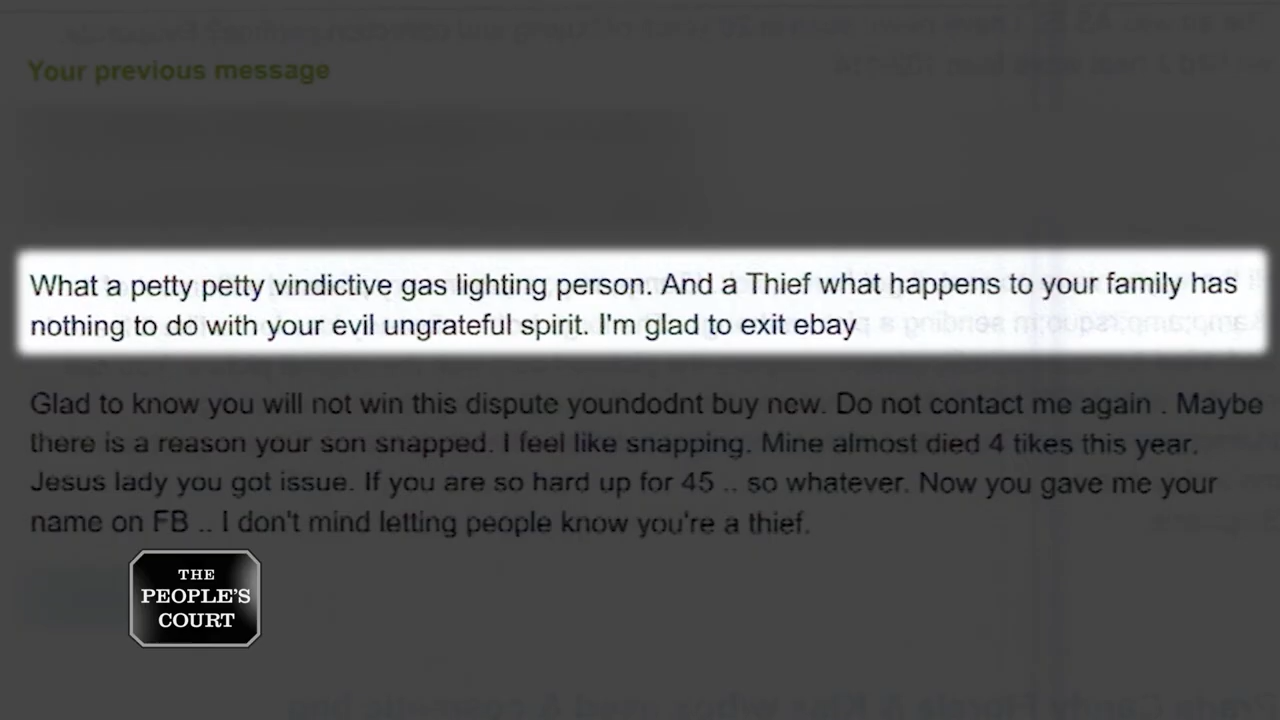 Your previous message
What a petty petty vindictive gas lighting person. And a Thief what happens to your family has
nothing to do with your evil ungrateful spirit. I'm glad to exit ebay.
Glad to know you will not win this dispute youndodnt buy new. Do not contact me again . Maybe
there is a reason your son snapped. I feel like snapping. Mine almost died 4 tikes this year.
Jesus lady you got issue. If you are so hard up for 45 .. so whatever. Now you gave me your
name on FB .. I don't mind letting people know you're a thief.
THE
PEOPLE'S
COURT